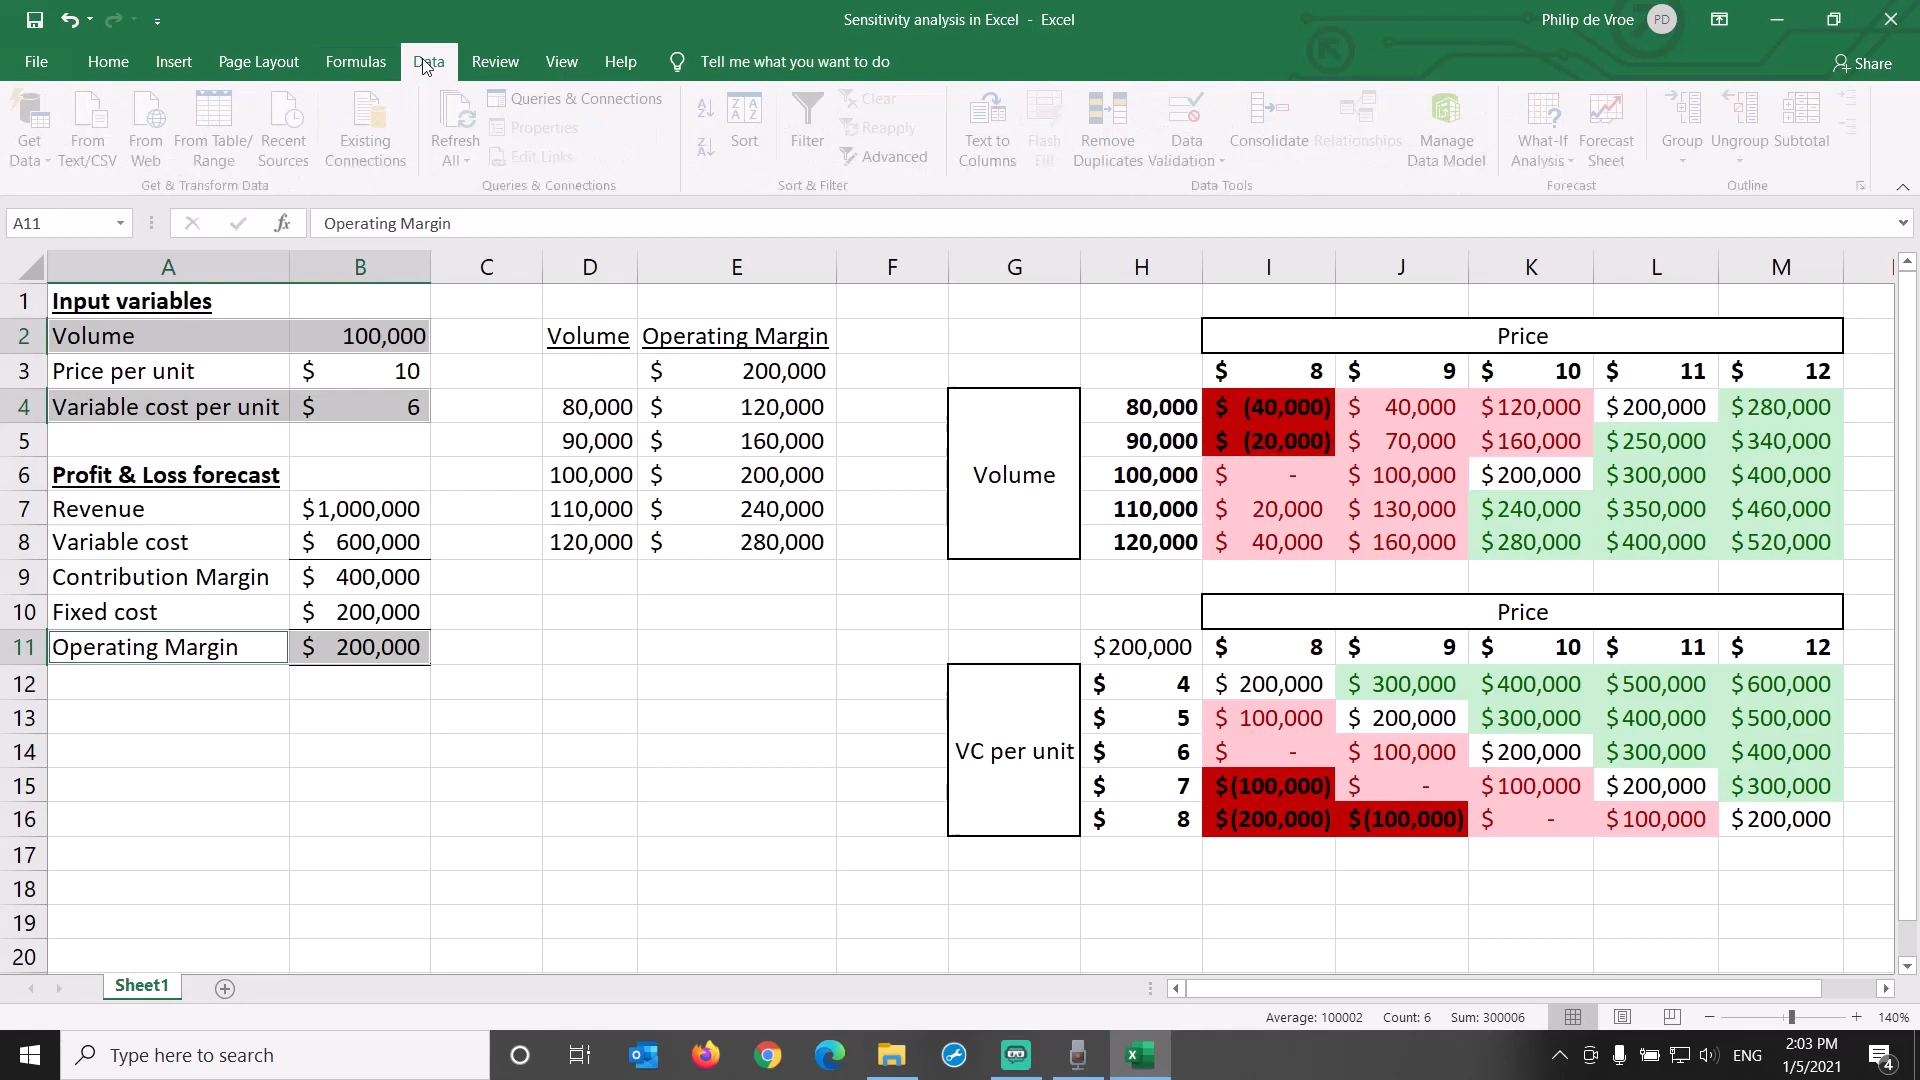 Sensitivity analysis in Excel - Excel
Philip de Vroe
PD
File
Home
Insert
Page Layout
Formulas
Data
Review
View
Help
Tell me what you want to do
Share
Get Data
From Text/CSV
From Web
From Table/ Range
Recent Sources
Existing Connections
Get & Transform Data
Refresh All
Queries & Connections
Properties
Edit Links
Queries & Connections
Sort
Filter
Clear
Reapply
Advanced
Sort & Filter
Text to Columns
Flash Fill
Remove Duplicates
Data Validation
Consolidate
Relationships
Manage Data Model
Data Tools
What-If Analysis
Forecast Sheet
Forecast
Group
Ungroup
Subtotal
Outline
A11
fx
Operating Margin
A B C D E F G H I J K L M
1 Input variables
2 Volume 100,000 Volume Operating Margin Price
3 Price per unit $ 10 $ 200,000 $ 8 $ 9 $ 10 $ 11 $ 12
4 Variable cost per unit $ 6 80,000 $ 120,000 80,000 $ (40,000) $ 40,000 $120,000 $200,000 $280,000
5 90,000 $ 160,000 90,000 $ (20,000) $ 70,000 $160,000 $250,000 $340,000
6 Profit & Loss forecast 100,000 $ 200,000 Volume 100,000 $ - $ 100,000 $200,000 $300,000 $400,000
7 Revenue $1,000,000 110,000 $ 240,000 110,000 $ 20,000 $ 130,000 $240,000 $350,000 $460,000
8 Variable cost $ 600,000 120,000 $ 280,000 120,000 $ 40,000 $ 160,000 $280,000 $400,000 $520,000
9 Contribution Margin $ 400,000
10 Fixed cost $ 200,000 Price
11 Operating Margin $ 200,000 $200,000 $ 8 $ 9 $ 10 $ 11 $ 12
12 $ 4 $ 200,000 $ 300,000 $400,000 $500,000 $600,000
13 $ 5 $ 100,000 $ 200,000 $300,000 $400,000 $500,000
14 VC per unit $ 6 $ - $ 100,000 $200,000 $300,000 $400,000
15 $ 7 $(100,000) $ - $100,000 $200,000 $300,000
16 $ 8 $(200,000) $(100,000) $ - $100,000 $200,000
17
18
19
20
Sheet1
Average: 100002 Count: 6 Sum: 300006
140%
Type here to search
ENG
2:03 PM
1/5/2021
4